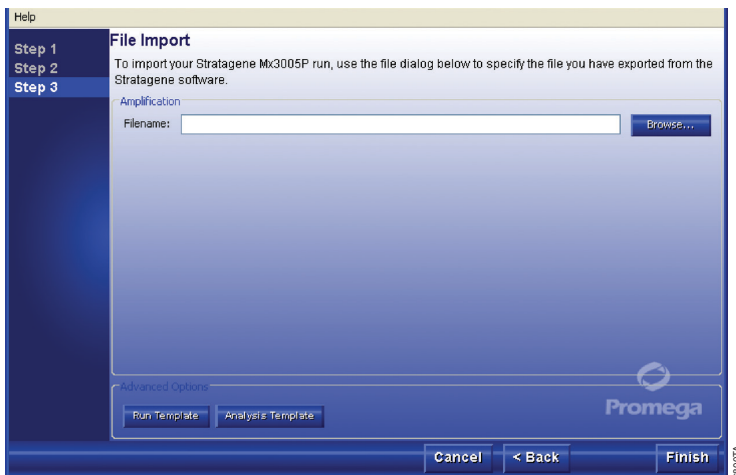 Help
Step 1
Step 2
Step 3
File Import
To import your Stratagene Mx3005P run, use the file dialog below to specify the file you have exported from the
Stratagene software.
Amplification
Filename:
Browse...
Advanced Options
Run Template
Analysis Template
Promega
Cancel
< Back
Finish